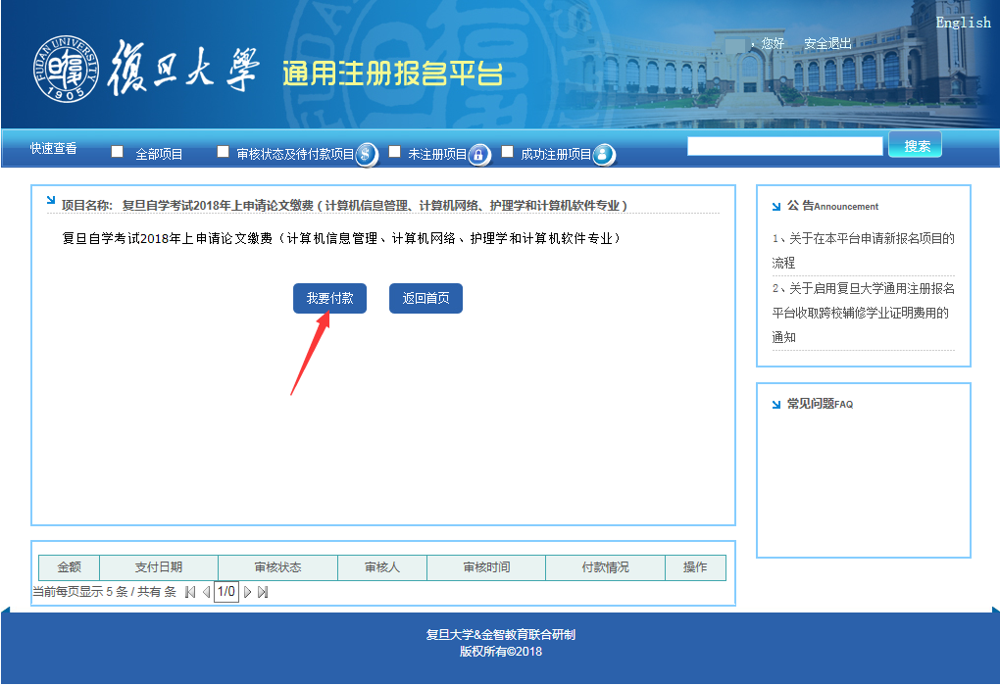 English
，您好 安全退出
FUDAN UNIVERSITY
1905
復旦大學
通用注册报名平台
快速查看 全部项目 审核状态及待付款项目 $ 未注册项目 成功注册项目 搜索
项目名称: 复旦自学考试2018年上申请论文缴费（计算机信息管理、计算机网络、护理学和计算机软件专业）
复旦自学考试2018年上申请论文缴费（计算机信息管理、计算机网络、护理学和计算机软件专业）
我要付款 返回首页
公 告Announcement
1、关于在本平台申请新报名项目的
流程
2、关于启用复旦大学通用注册报名
平台收取跨校辅修学业证明费用的
通知
常见问题FAQ
金额 支付日期 审核状态 审核人 审核时间 付款情况 操作
当前每页显示 5 条 / 共有 条 1/0
复旦大学&金智教育联合研制
版权所有©2018